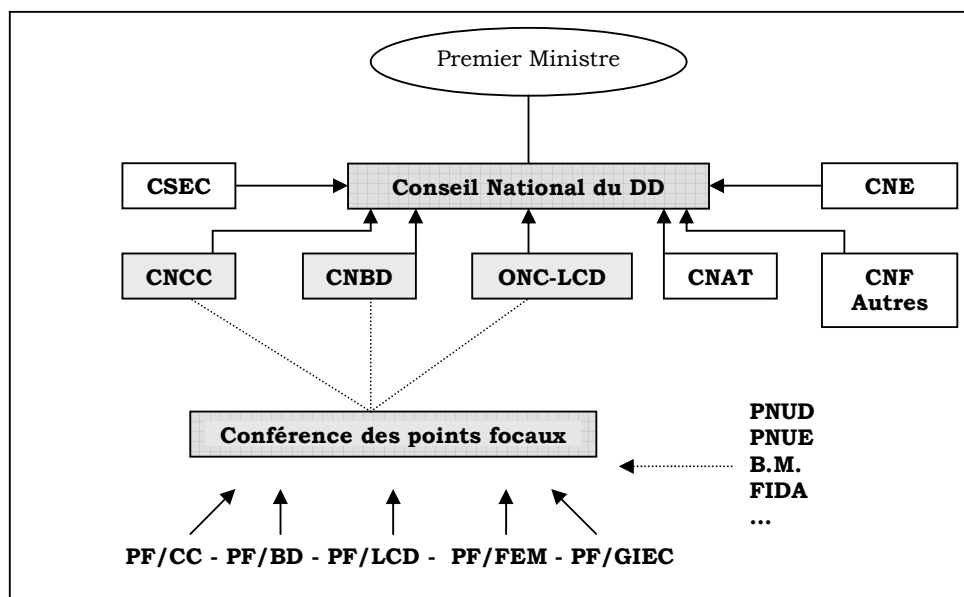 Premier Ministre
CSEC
Conseil National du DD
CNE
CNCC
CNBD
ONC-LCD
CNAT
CNF
Autres
Conférence des points focaux
PNUD
PNUE
B.M.
FIDA
...
PF/CC - PF/BD - PF/LCD - PF/FEM - PF/GIEC